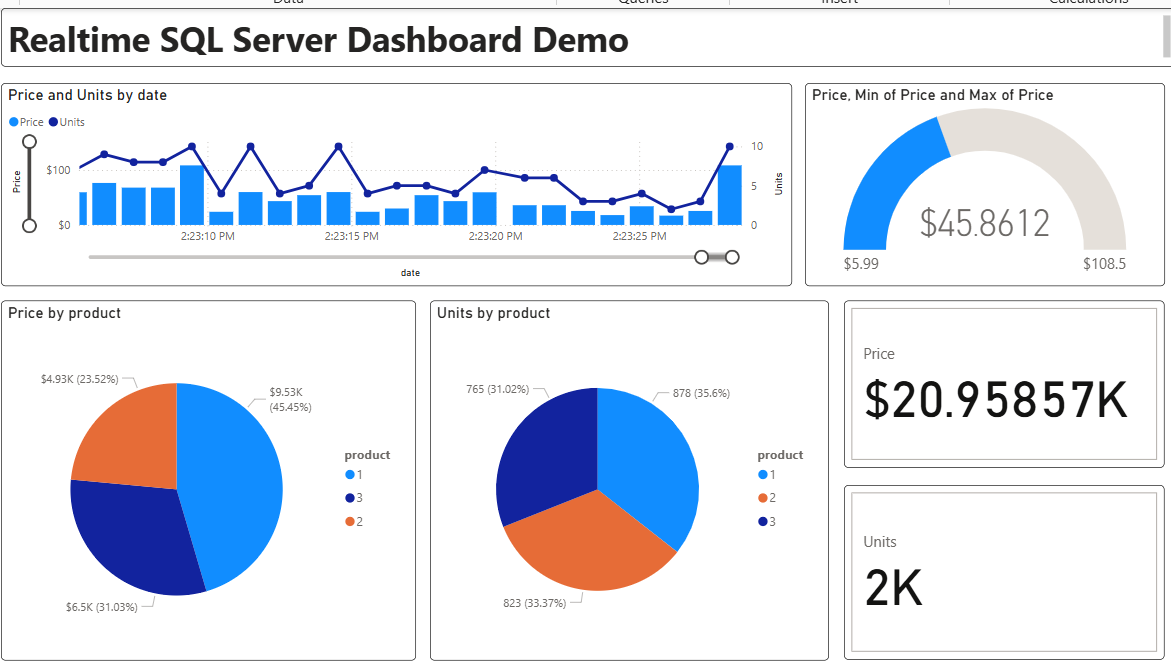 Data Queries Insert Calculations
Realtime SQL Server Dashboard Demo
Price and Units by date
Price Units
Price
$100
$0
10
5
0
Units
2:23:10 PM 2:23:15 PM 2:23:20 PM 2:23:25 PM
date
Price, Min of Price and Max of Price
$45.8612
$5.99 $108.5
Price by product
$4.93K (23.52%)
$9.53K
(45.45%)
$6.5K (31.03%)
product
1
3
2
Units by product
765 (31.02%)
878 (35.6%)
823 (33.37%)
product
1
2
3
Price
$20.95857K
Units
2K